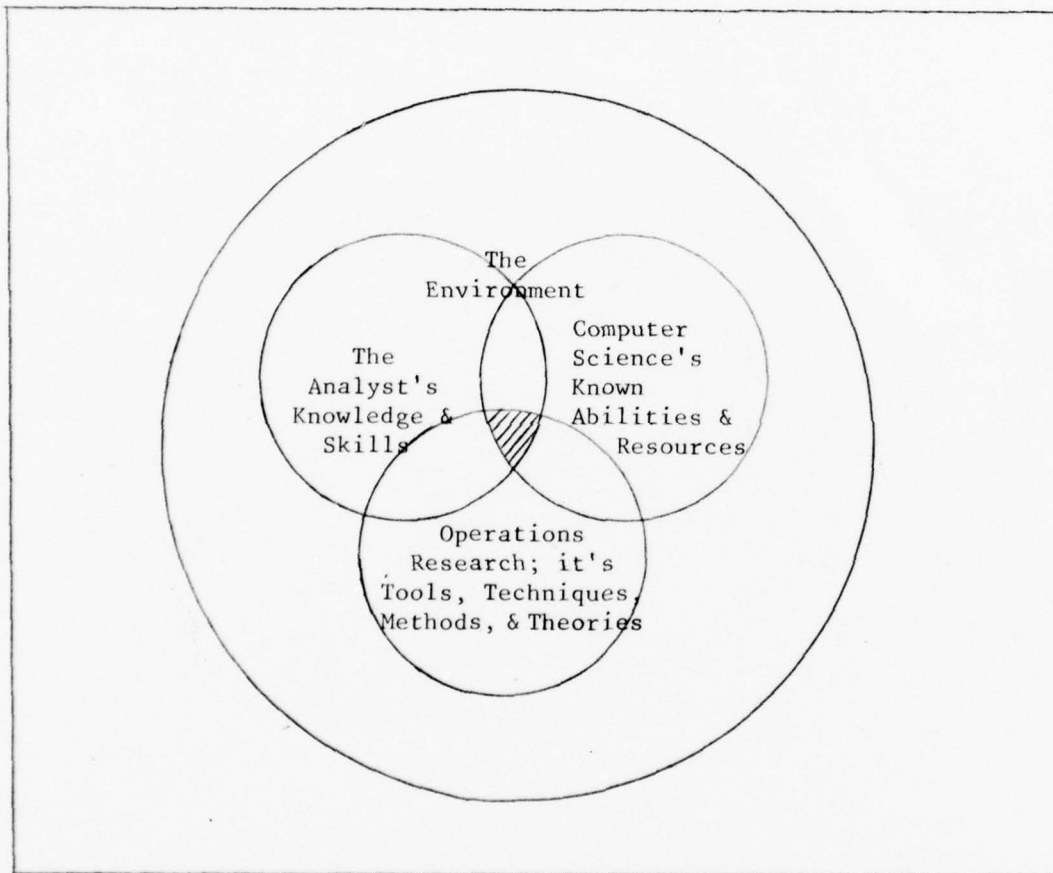 The
Environment
The
Analyst's
Knowledge &
Skills
Computer
Science's
Known
Abilities &
Resources
Operations
Research; it's
Tools, Techniques,
Methods, & Theories